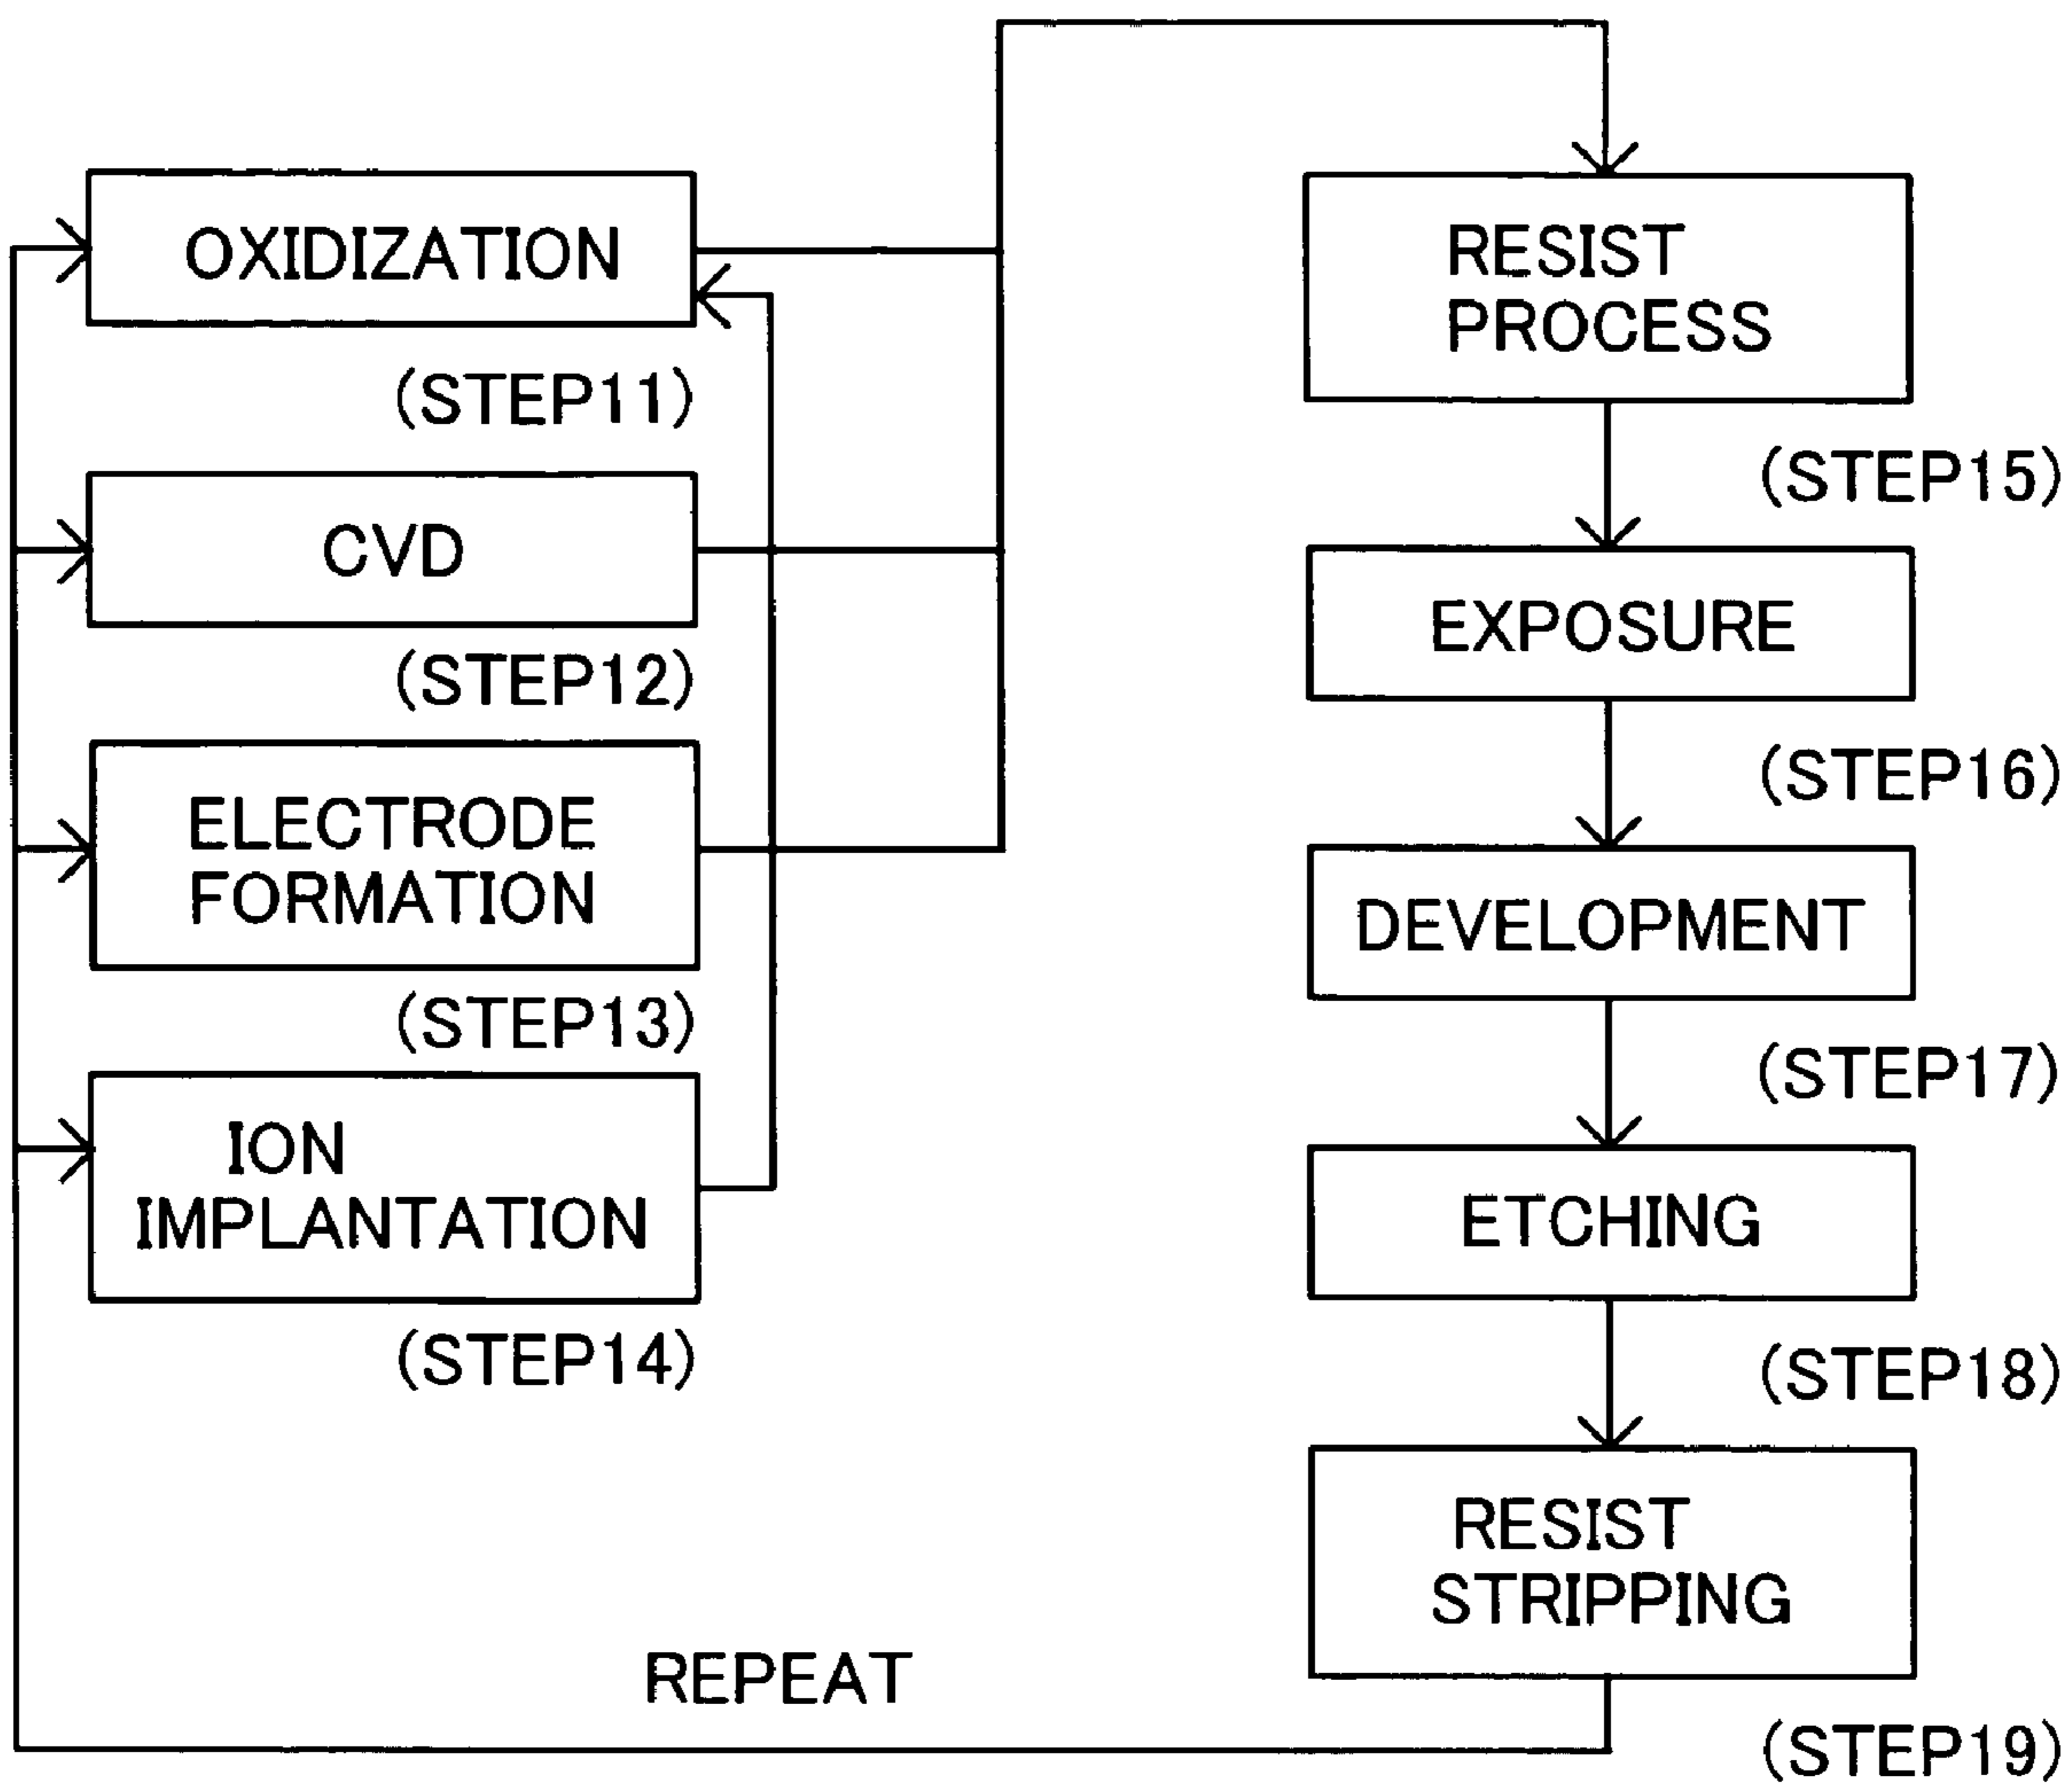 OXIDIZATION
(STEP11)
CVD
(STEP12)
ELECTRODE
FORMATION
(STEP13)
ION
IMPLANTATION
(STEP14)
RESIST
PROCESS
(STEP15)
EXPOSURE
(STEP16)
DEVELOPMENT
(STEP17)
ETCHING
(STEP18)
RESIST
STRIPPING
(STEP19)
REPEAT